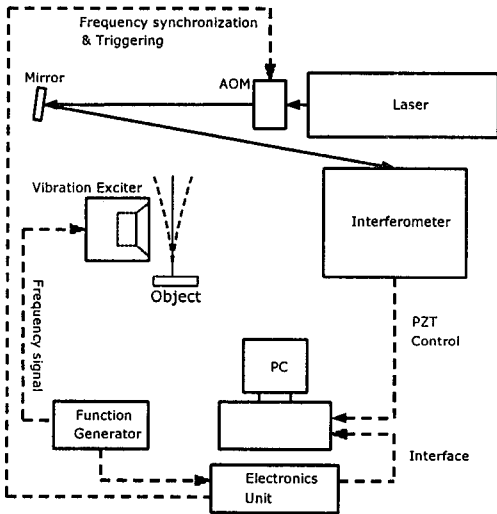 Frequency synchronization
& Triggering
Mirror
AOM
Laser
Vibration Exciter
Interferometer
Object
Frequency signal
PZT
Control
PC
Function
Generator
Interface
Electronics
Unit